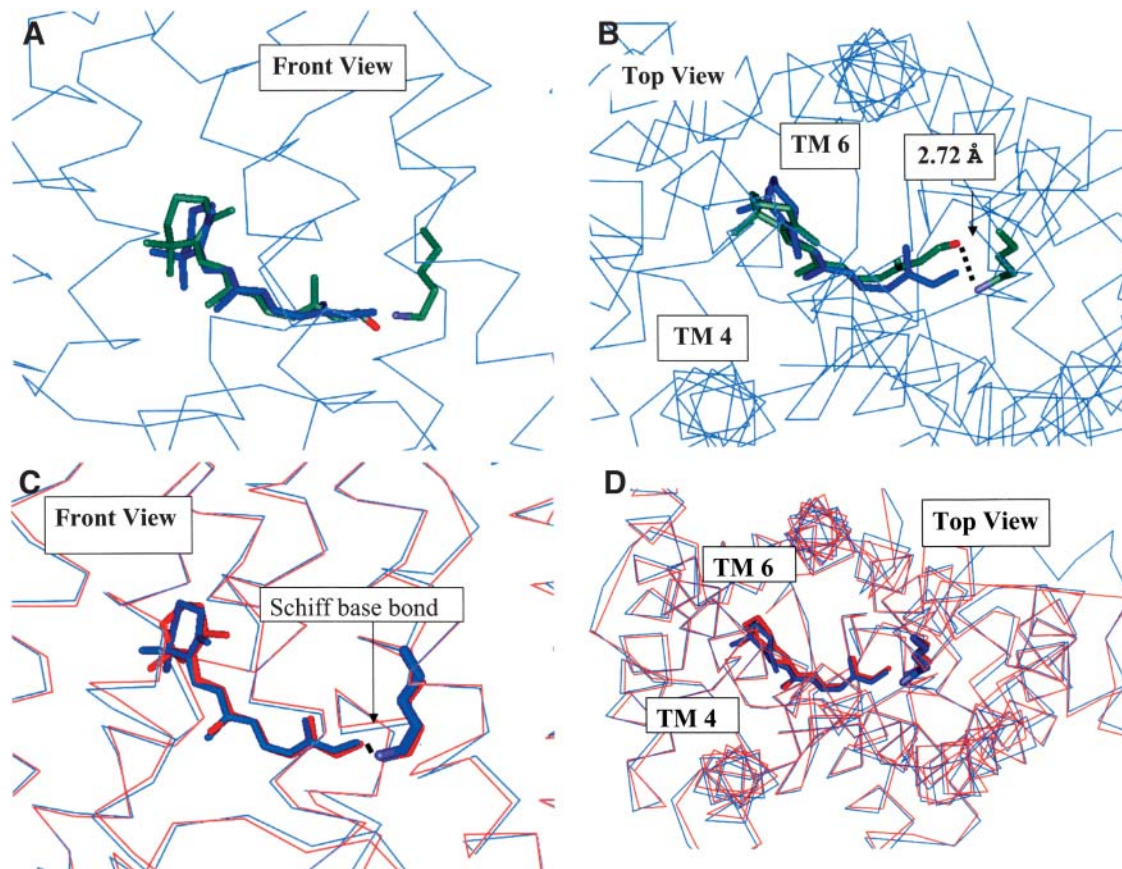 A
Front View
B
Top View
TM 6
2.72 Å
TM 4
C
Front View
Schiff base bond
D
Top View
TM 6
TM 4